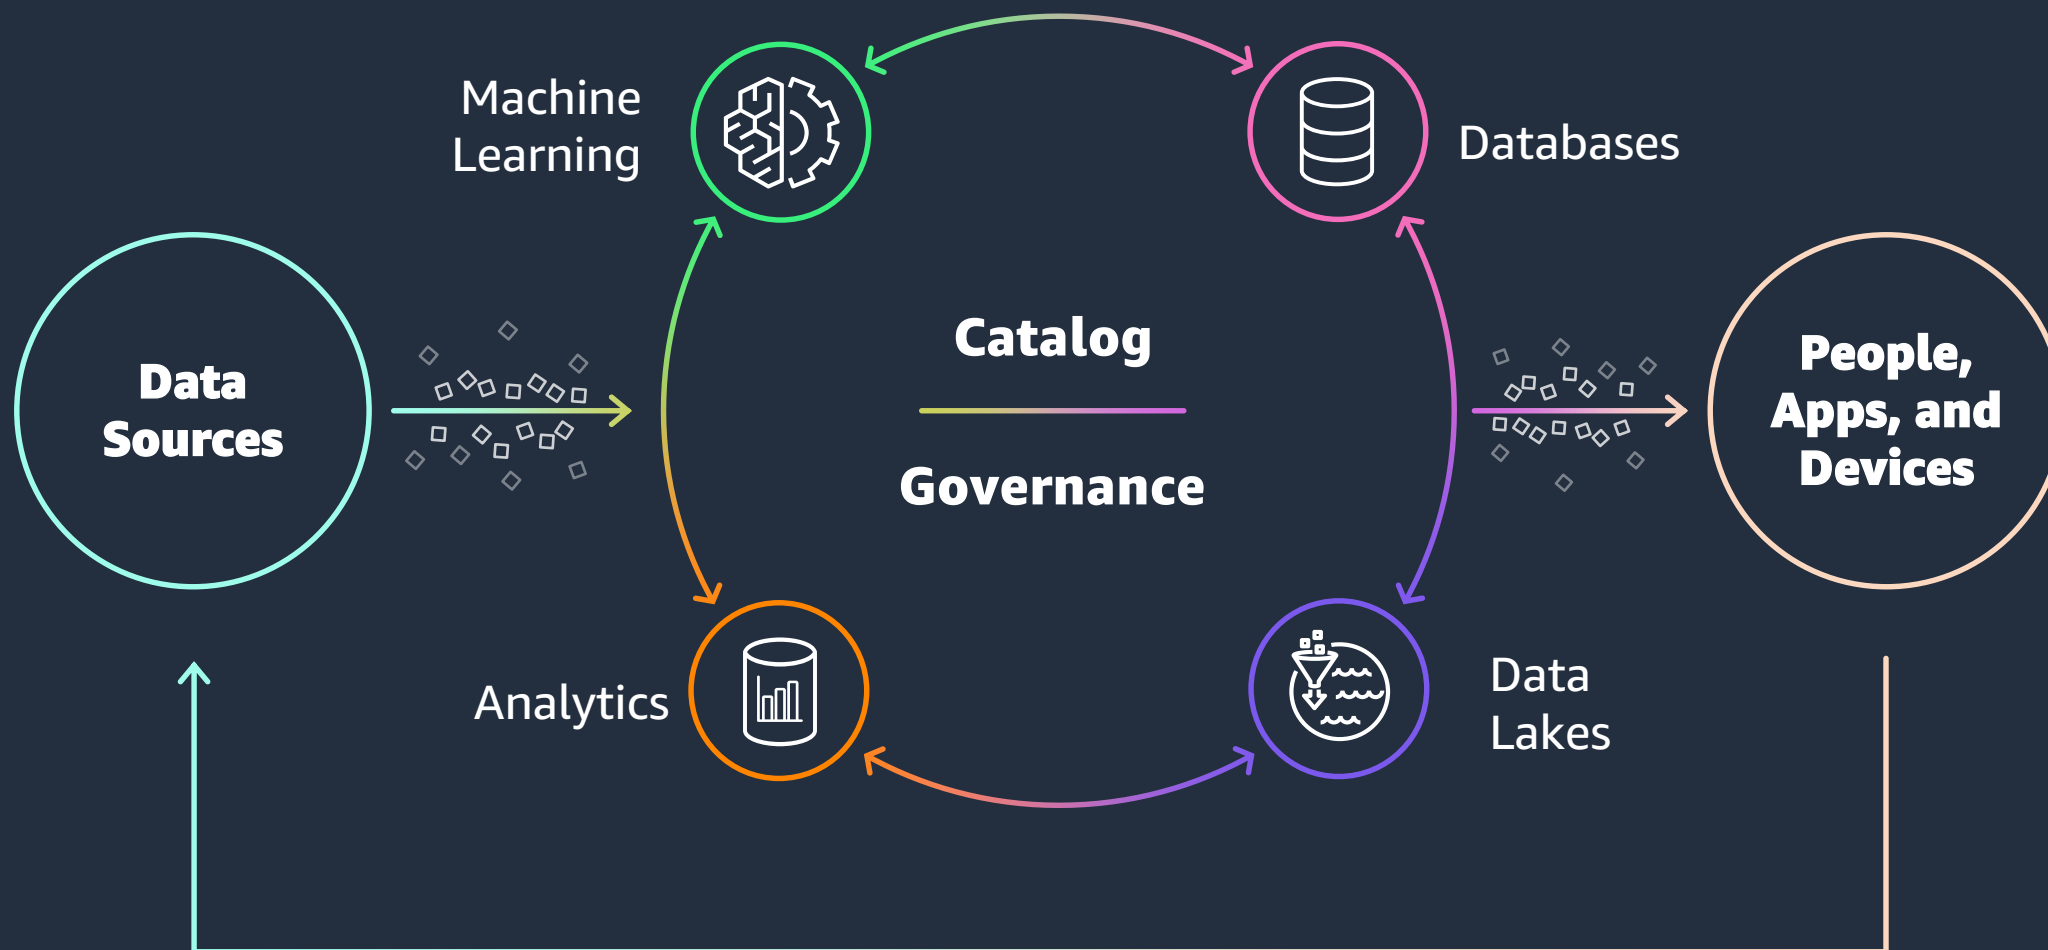 Machine
Learning
Databases
Data
Sources
Catalog
Governance
People,
Apps, and
Devices
Analytics
Data
Lakes